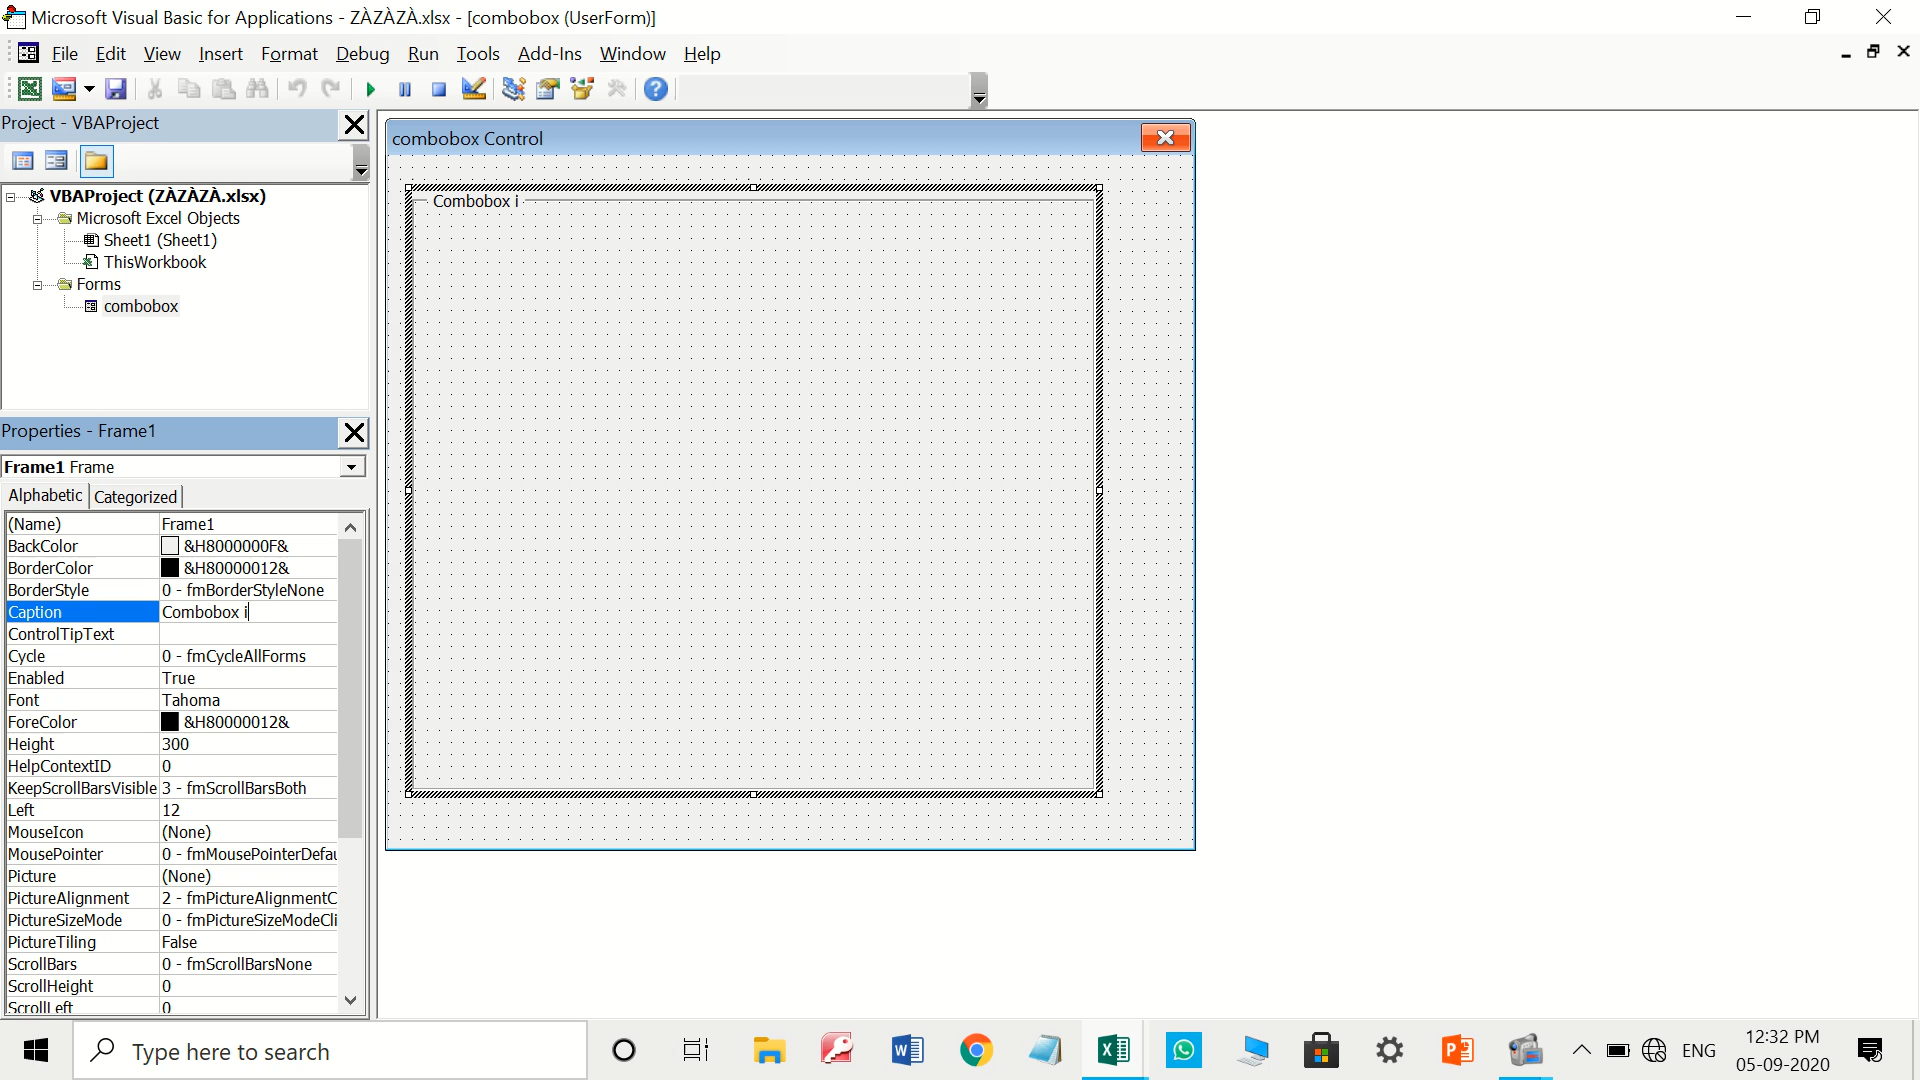 Microsoft Visual Basic for Applications - ZÀZÀZÀ.xlsx - [combobox (UserForm)]
File Edit View Insert Format Debug Run Tools Add-Ins Window Help
Project - VBAProject
VBAProject (ZÀZÀZÀ.xlsx)
Microsoft Excel Objects
Sheet1 (Sheet1)
ThisWorkbook
Forms
combobox
combobox Control
Combobox i
Properties - Frame1
Frame1 Frame
Alphabetic Categorized
(Name) Frame1
BackColor &H8000000F&
BorderColor &H80000012&
BorderStyle 0 - fmBorderStyleNone
Caption Combobox i
ControlTipText
Cycle 0 - fmCycleAllForms
Enabled True
Font Tahoma
ForeColor &H80000012&
Height 300
HelpContextID 0
KeepScrollBarsVisible 3 - fmScrollBarsBoth
Left 12
MouseIcon (None)
MousePointer 0 - fmMousePointerDefau
Picture (None)
PictureAlignment 2 - fmPictureAlignmentC
PictureSizeMode 0 - fmPictureSizeModeCli
PictureTiling False
ScrollBars 0 - fmScrollBarsNone
ScrollHeight 0
ScrollLeft 0
Type here to search
ENG
12:32 PM
05-09-2020